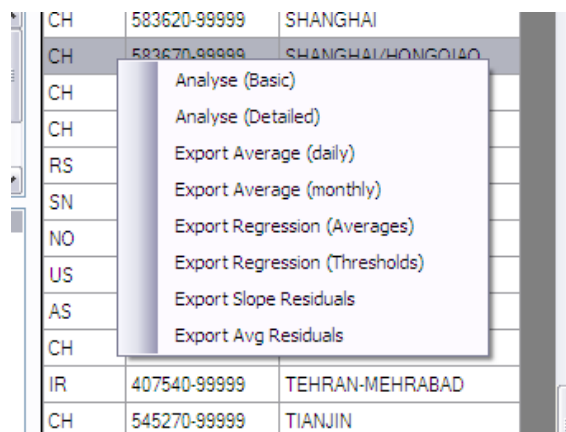 CH 583620-99999 SHANGHAI
CH 583670-99999 SHANGHAI/HONGQIAO
CH Analyse (Basic)
CH Analyse (Detailed)
RS Export Average (daily)
SN Export Average (monthly)
NO Export Regression (Averages)
US Export Regression (Thresholds)
AS Export Slope Residuals
CH Export Avg Residuals
IR 407540-99999 TEHRAN-MEHRABAD
CH 545270-99999 TIANJIN